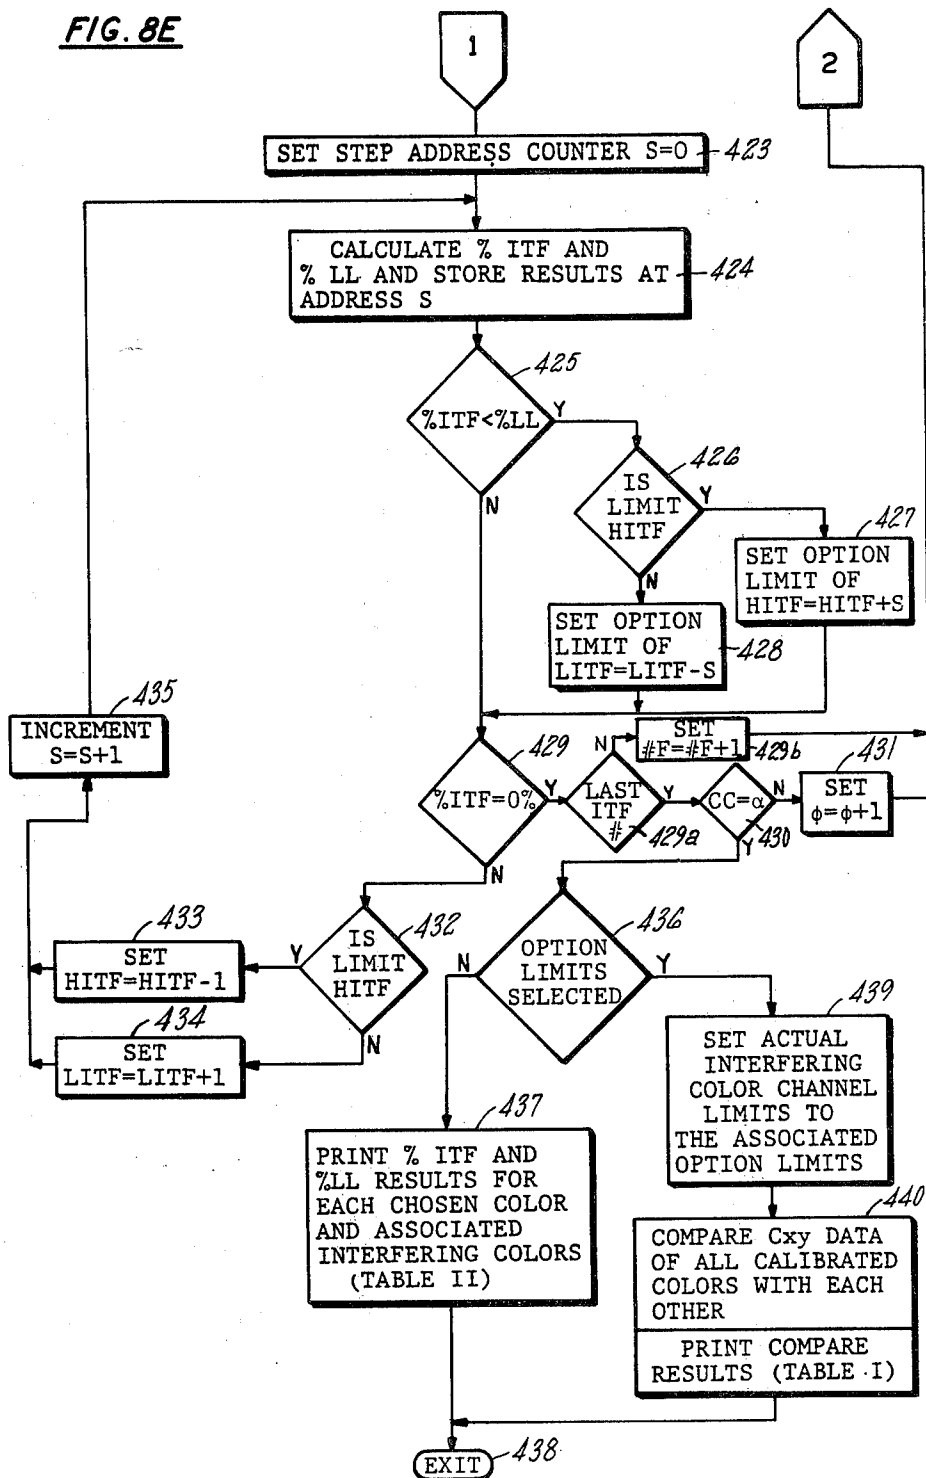 FIG. 8E
1
2
SET STEP ADDRESS COUNTER S=0
423
CALCULATE % ITF AND
% LL AND STORE RESULTS AT
ADDRESS S
424
425
%ITF<%LL
Y
N
426
IS
LIMIT
HITF
Y
N
427
SET OPTION
LIMIT OF
HITF=HITF+S
SET OPTION
LIMIT OF
LITF=LITF-S
428
435
INCREMENT
S=S+1
429
%ITF=0%
Y
N
LAST
ITF
#
429a
N
Y
SET
#F=#F+1
429b
CC=α
430
N
Y
431
SET
ϕ=ϕ+1
432
IS
LIMIT
HITF
Y
N
433
SET
HITF=HITF-1
434
SET
LITF=LITF+1
436
OPTION
LIMITS
SELECTED
N
Y
437
PRINT % ITF AND
%LL RESULTS FOR
EACH CHOSEN COLOR
AND ASSOCIATED
INTERFERING COLORS
(TABLE II)
439
SET ACTUAL
INTERFERING
COLOR CHANNEL
LIMITS TO
THE ASSOCIATED
OPTION LIMITS
440
COMPARE Cxy DATA
OF ALL CALIBRATED
COLORS WITH EACH
OTHER
PRINT COMPARE
RESULTS (TABLE I)
EXIT
438